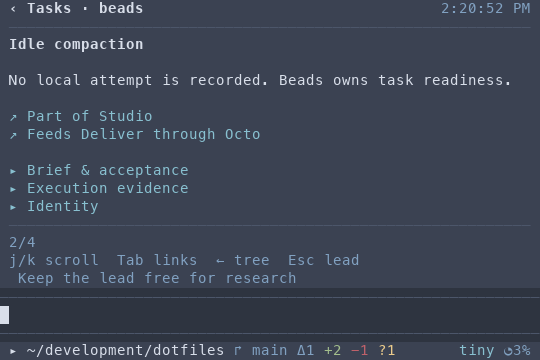 ‹ Tasks · beads 2:20:52 PM
Idle compaction
No local attempt is recorded. Beads owns task readiness.
↗ Part of Studio
↗ Feeds Deliver through Octo
▸ Brief & acceptance
▸ Execution evidence
▸ Identity
2/4
j/k scroll  Tab links  ← tree  Esc lead
Keep the lead free for research
▸ ~/development/dotfiles ↱ main Δ1 +2 −1 ?1 tiny ◔3%